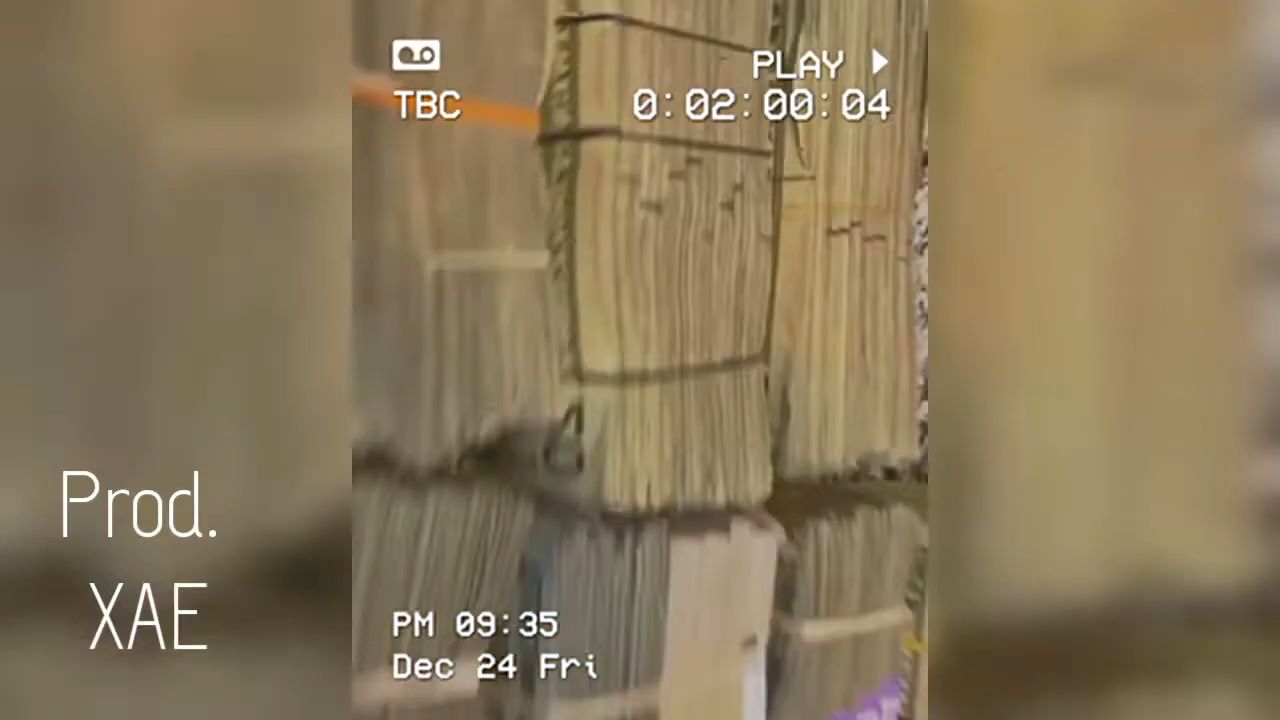 PLAY
TBC 0:02:00:04
Prod.
XAE
PM 09:35
Dec 24 Fri